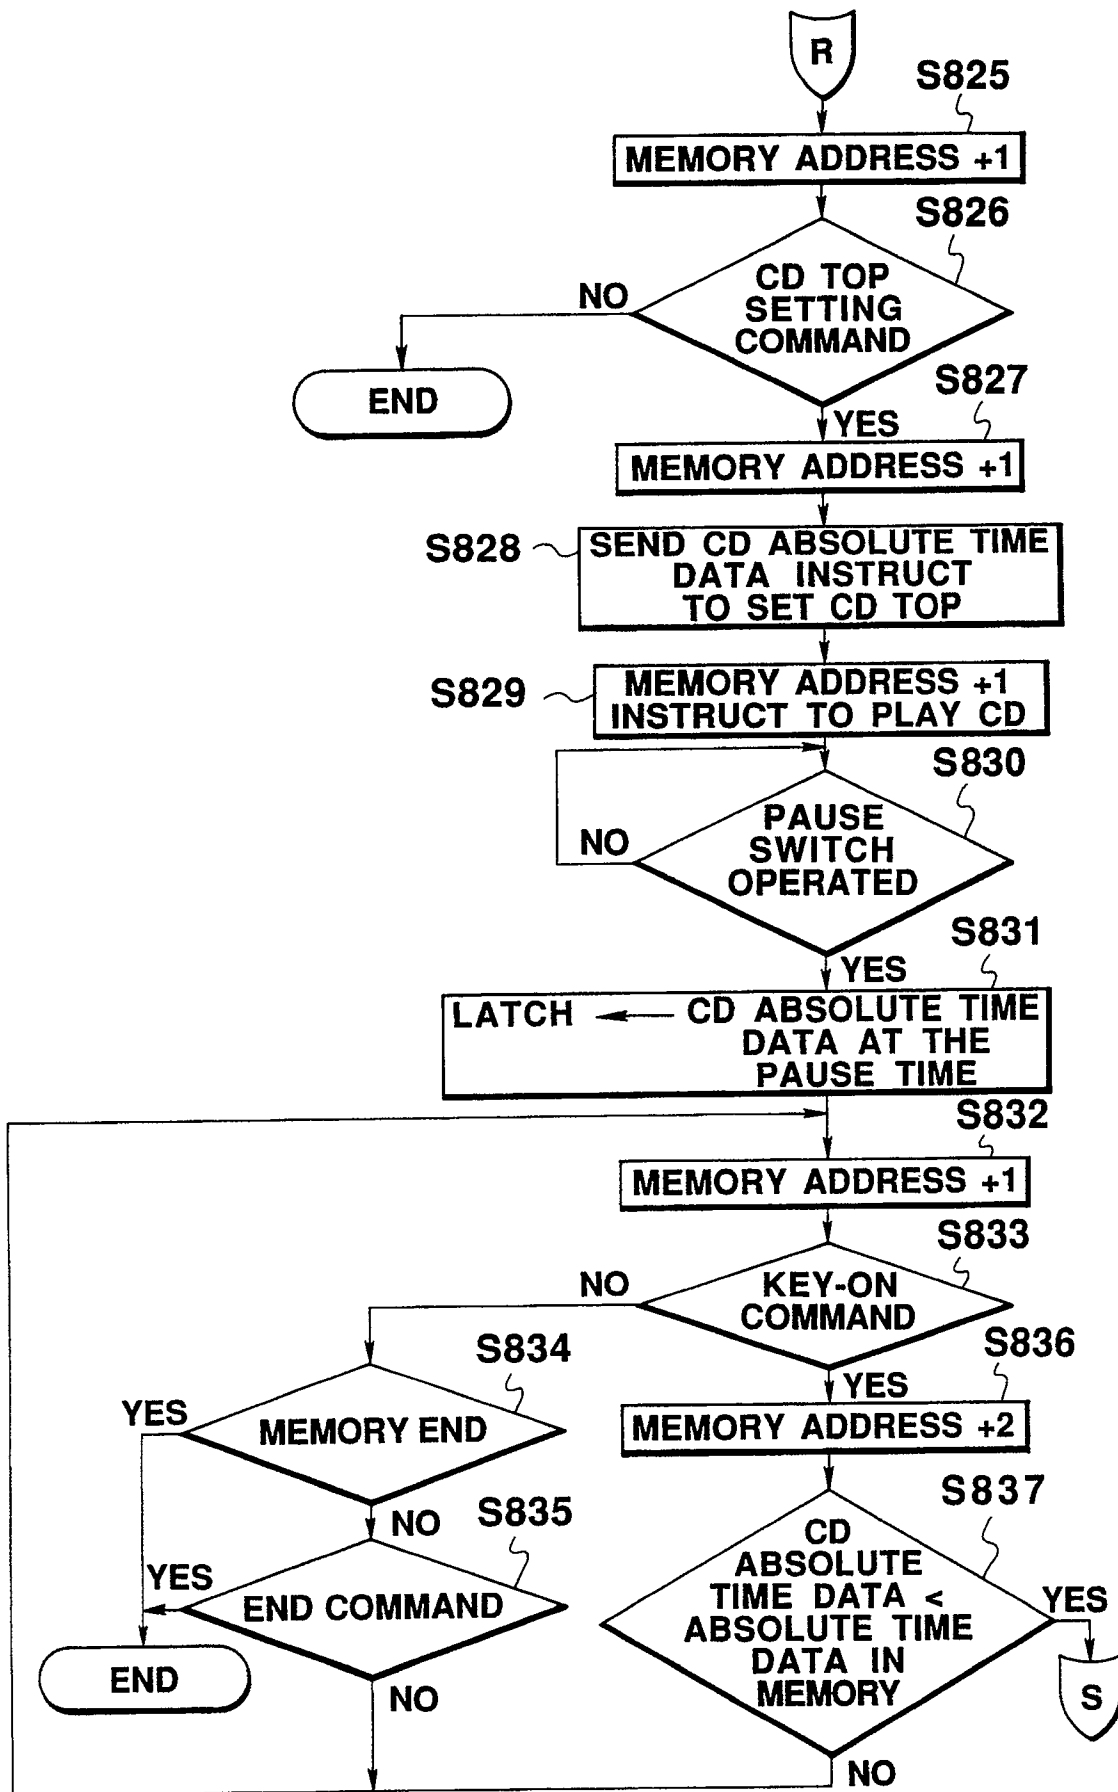 R
S825
MEMORY ADDRESS +1
S826
CD TOP
SETTING
COMMAND
NO
END
S827
YES
MEMORY ADDRESS +1
S828
SEND CD ABSOLUTE TIME
DATA INSTRUCT
TO SET CD TOP
S829
MEMORY ADDRESS +1
INSTRUCT TO PLAY CD
S830
PAUSE
SWITCH
OPERATED
NO
S831
YES
LATCH ← CD ABSOLUTE TIME
DATA AT THE
PAUSE TIME
S832
MEMORY ADDRESS +1
S833
KEY-ON
COMMAND
NO
S834
MEMORY END
YES
NO
S835
END COMMAND
YES
END
NO
S836
YES
MEMORY ADDRESS +2
S837
CD
ABSOLUTE
TIME DATA <
ABSOLUTE TIME
DATA IN
MEMORY
YES
S
NO